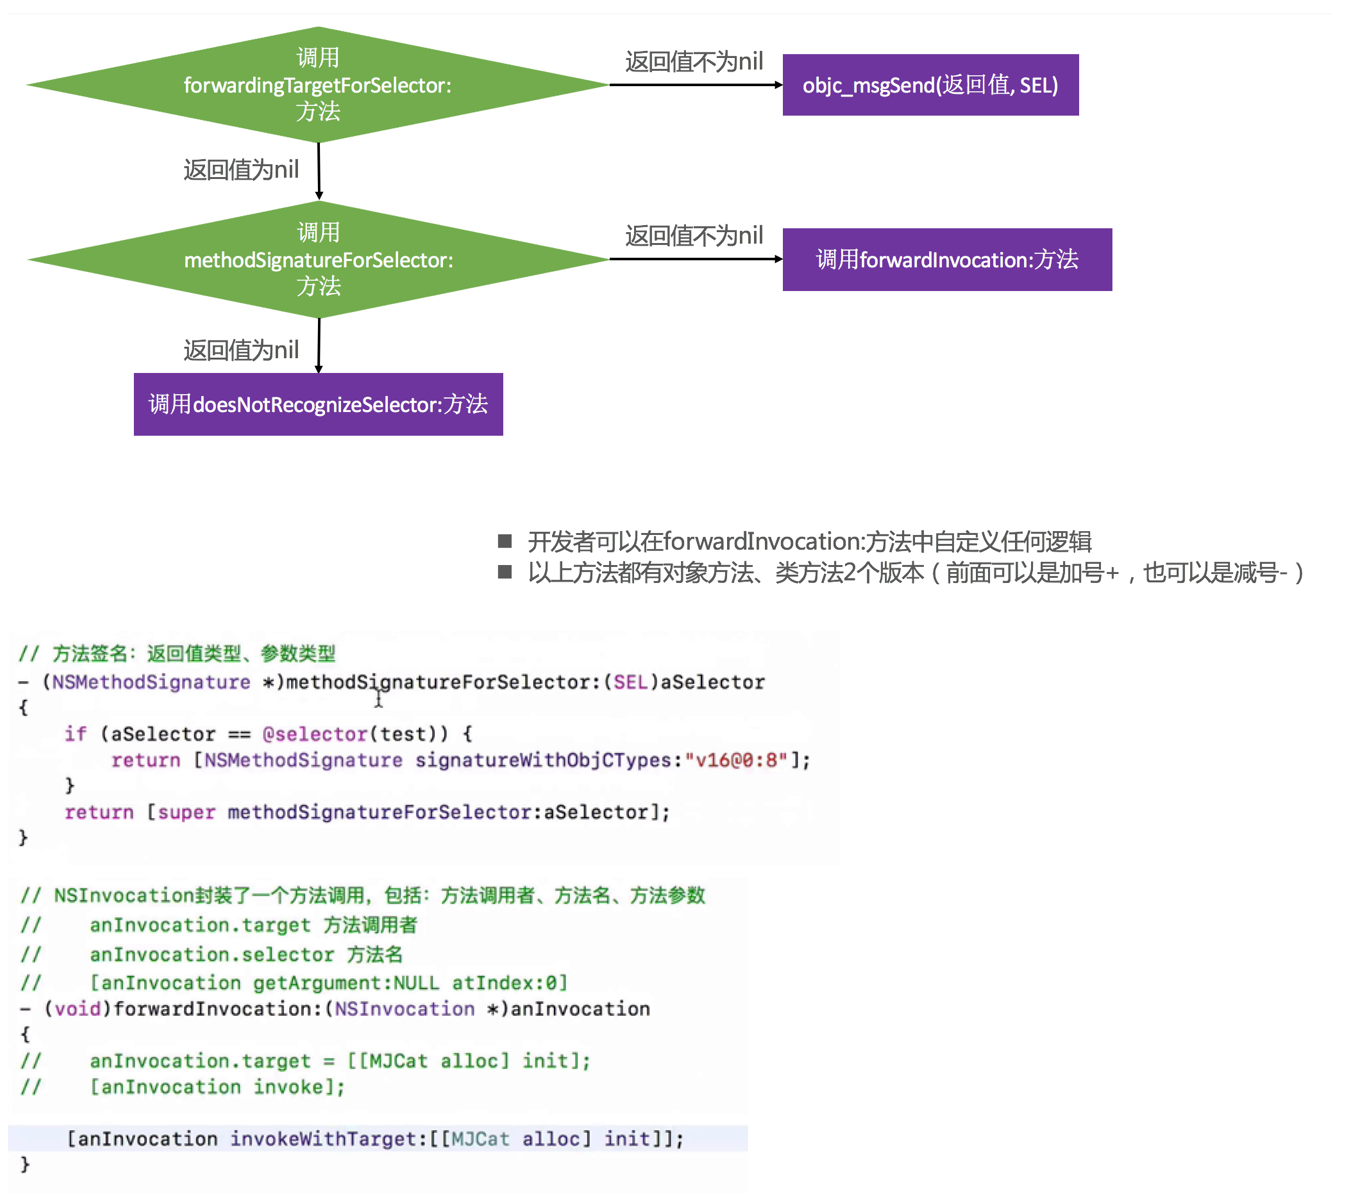 调用
forwardingTargetForSelector:
方法
返回值不为nil
objc_msgSend(返回值, SEL)
返回值为nil
调用
methodSignatureForSelector:
方法
返回值不为nil
调用forwardInvocation:方法
返回值为nil
调用doesNotRecognizeSelector:方法
■ 开发者可以在forwardInvocation:方法中自定义任何逻辑
■ 以上方法都有对象方法、类方法2个版本（前面可以是加号+，也可以是减号-）
// 方法签名：返回值类型、参数类型
- (NSMethodSignature *)methodSignatureForSelector:(SEL)aSelector
{
    if (aSelector == @selector(test)) {
        return [NSMethodSignature signatureWithObjCTypes:"v16@0:8"];
    }
    return [super methodSignatureForSelector:aSelector];
}
// NSInvocation封装了一个方法调用，包括：方法调用者、方法名、方法参数
//    anInvocation.target 方法调用者
//    anInvocation.selector 方法名
//    [anInvocation getArgument:NULL atIndex:0]
- (void)forwardInvocation:(NSInvocation *)anInvocation
{
//    anInvocation.target = [[MJCat alloc] init];
//    [anInvocation invoke];
    [anInvocation invokeWithTarget:[[MJCat alloc] init]];
}